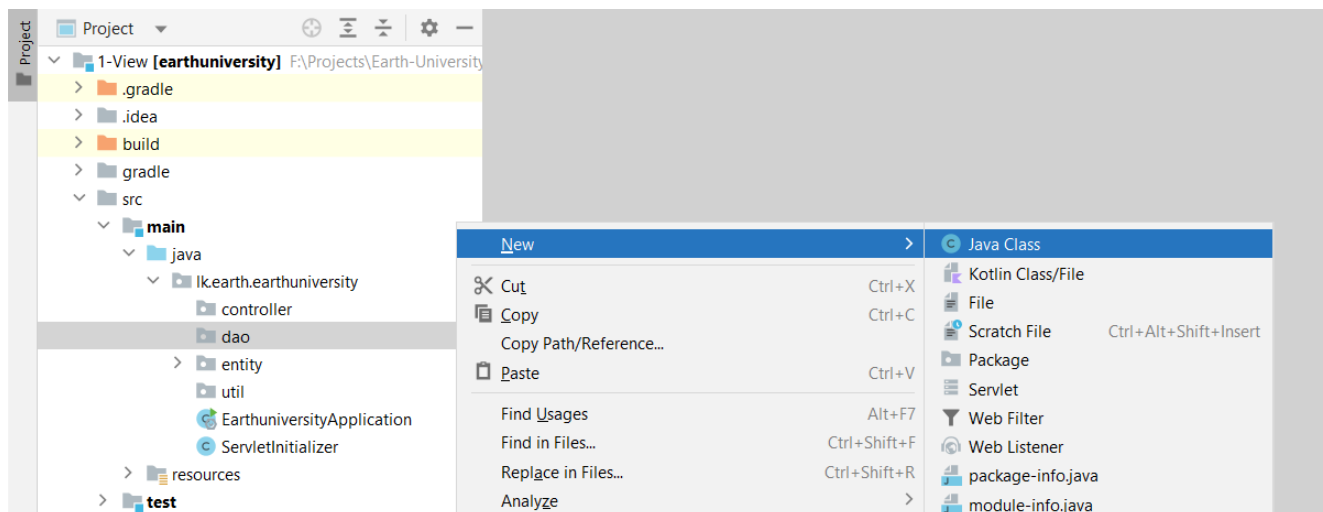 Project
Project
1-View [earthuniversity] F:\Projects\Earth-University
.gradle
.idea
build
gradle
src
main
java
lk.earth.earthuniversity
controller
dao
entity
util
EarthuniversityApplication
ServletInitializer
resources
test
New
Cut Ctrl+X
Copy Ctrl+C
Copy Path/Reference...
Paste Ctrl+V
Find Usages Alt+F7
Find in Files... Ctrl+Shift+F
Replace in Files... Ctrl+Shift+R
Analyze
Java Class
Kotlin Class/File
File
Scratch File Ctrl+Alt+Shift+Insert
Package
Servlet
Web Filter
Web Listener
package-info.java
module-info.java